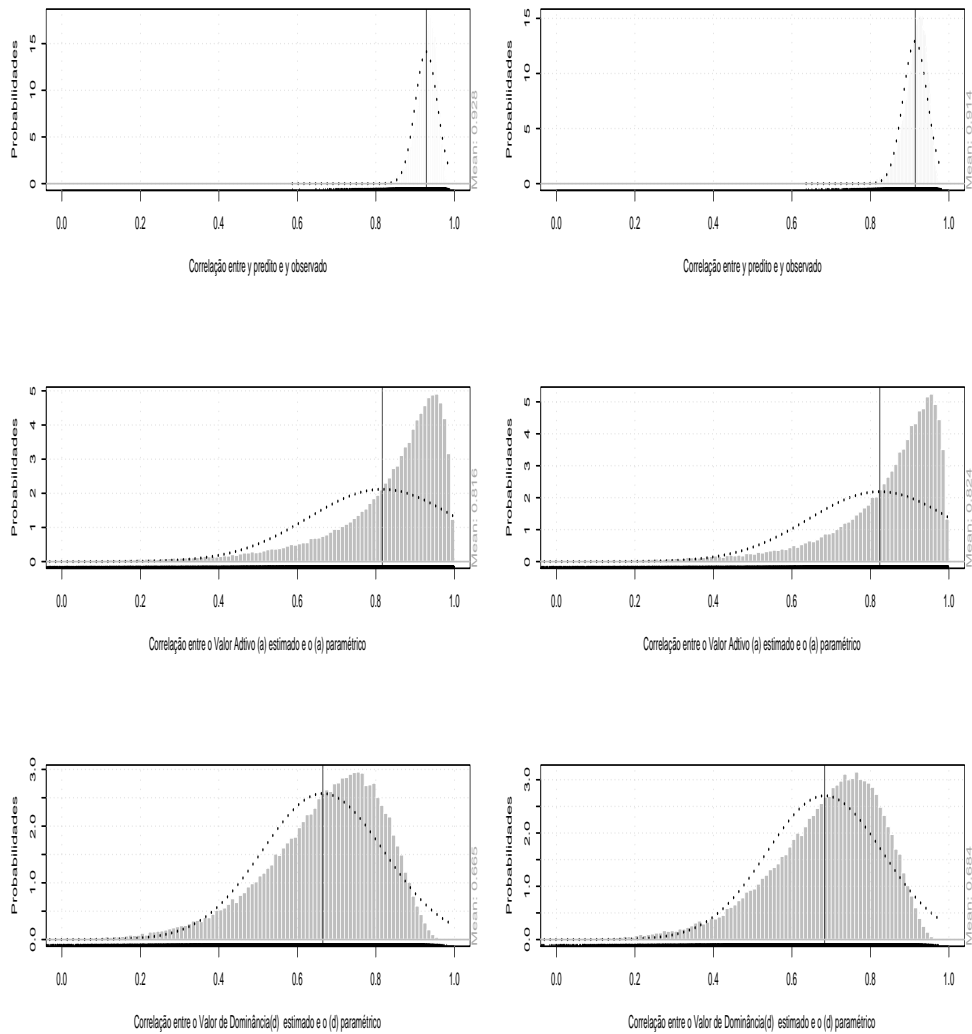 Probabilidades
15
10
5
0
Mean: 0.928
0.0 0.2 0.4 0.6 0.8 1.0
Correlação entre y predito e y observado
Probabilidades
15
10
5
0
Mean: 0.914
0.0 0.2 0.4 0.6 0.8 1.0
Correlação entre y predito e y observado
Probabilidades
5
4
3
2
1
0
Mean: 0.816
0.0 0.2 0.4 0.6 0.8 1.0
Correlação entre o Valor Adtivo (a) estimado e o (a) paramétrico
Probabilidades
5
4
3
2
1
0
Mean: 0.824
0.0 0.2 0.4 0.6 0.8 1.0
Correlação entre o Valor Adtivo (a) estimado e o (a) paramétrico
Probabilidades
3.0
2.0
1.0
0.0
Mean: 0.665
0.0 0.2 0.4 0.6 0.8 1.0
Correlação entre o Valor de Dominância(d) estimado e o (d) paramétrico
Probabilidades
3.0
2.0
1.0
0.0
Mean: 0.684
0.0 0.2 0.4 0.6 0.8 1.0
Correlação entre o Valor de Dominância(d) estimado e o (d) paramétrico